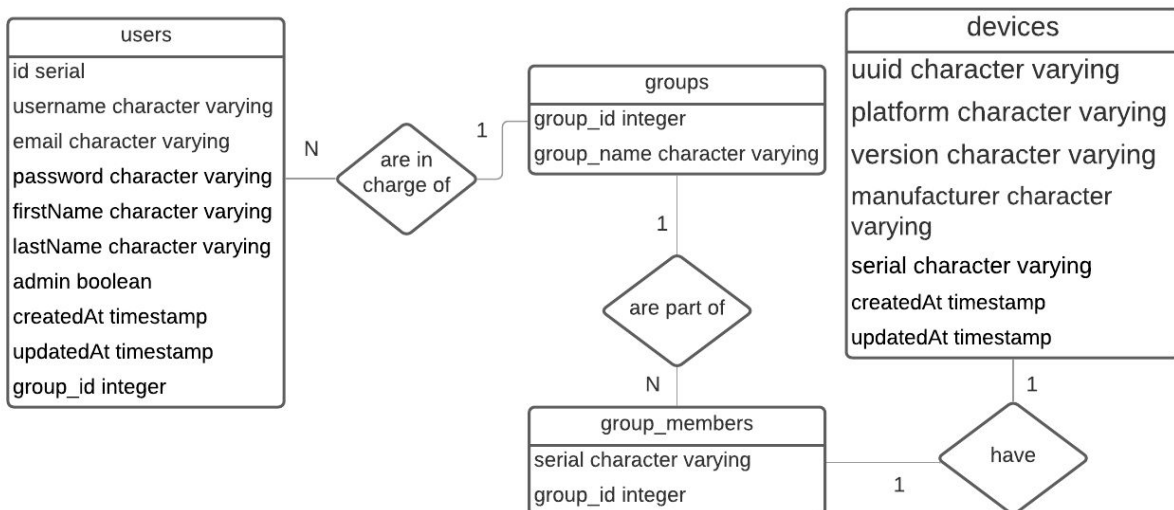 users
id serial
username character varying
email character varying
password character varying
firstName character varying
lastName character varying
admin boolean
createdAt timestamp
updatedAt timestamp
group_id integer
N
are in
charge of
1
groups
group_id integer
group_name character varying
1
are part of
N
group_members
serial character varying
group_id integer
devices
uuid character varying
platform character varying
version character varying
manufacturer character
varying
serial character varying
createdAt timestamp
updatedAt timestamp
1
have
1